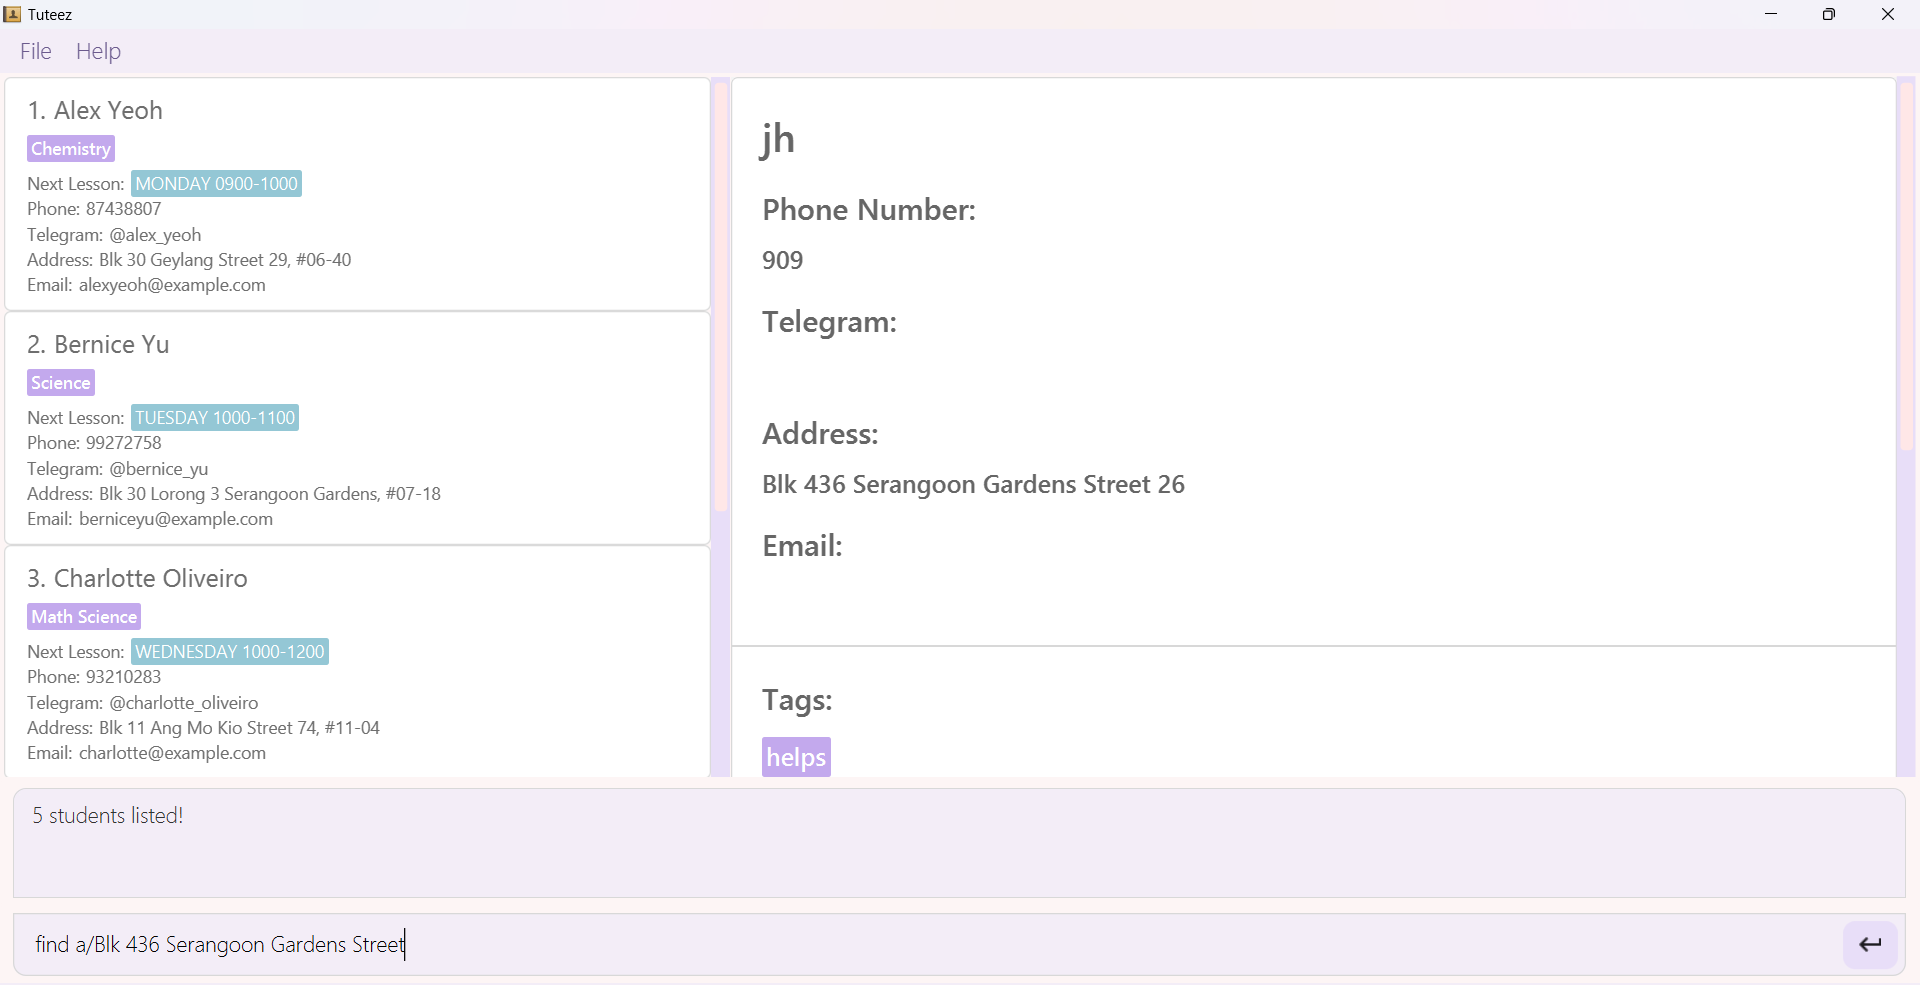 Tuteez
File Help
1. Alex Yeoh
Chemistry
Next Lesson: MONDAY 0900-1000
Phone: 87438807
Telegram: @alex_yeoh
Address: Blk 30 Geylang Street 29, #06-40
Email: alexyeoh@example.com
2. Bernice Yu
Science
Next Lesson: TUESDAY 1000-1100
Phone: 99272758
Telegram: @bernice_yu
Address: Blk 30 Lorong 3 Serangoon Gardens, #07-18
Email: berniceyu@example.com
3. Charlotte Oliveiro
Math Science
Next Lesson: WEDNESDAY 1000-1200
Phone: 93210283
Telegram: @charlotte_oliveiro
Address: Blk 11 Ang Mo Kio Street 74, #11-04
Email: charlotte@example.com
jh
Phone Number:
909
Telegram:
Address:
Blk 436 Serangoon Gardens Street 26
Email:
Tags:
helps
5 students listed!
find a/Blk 436 Serangoon Gardens Street